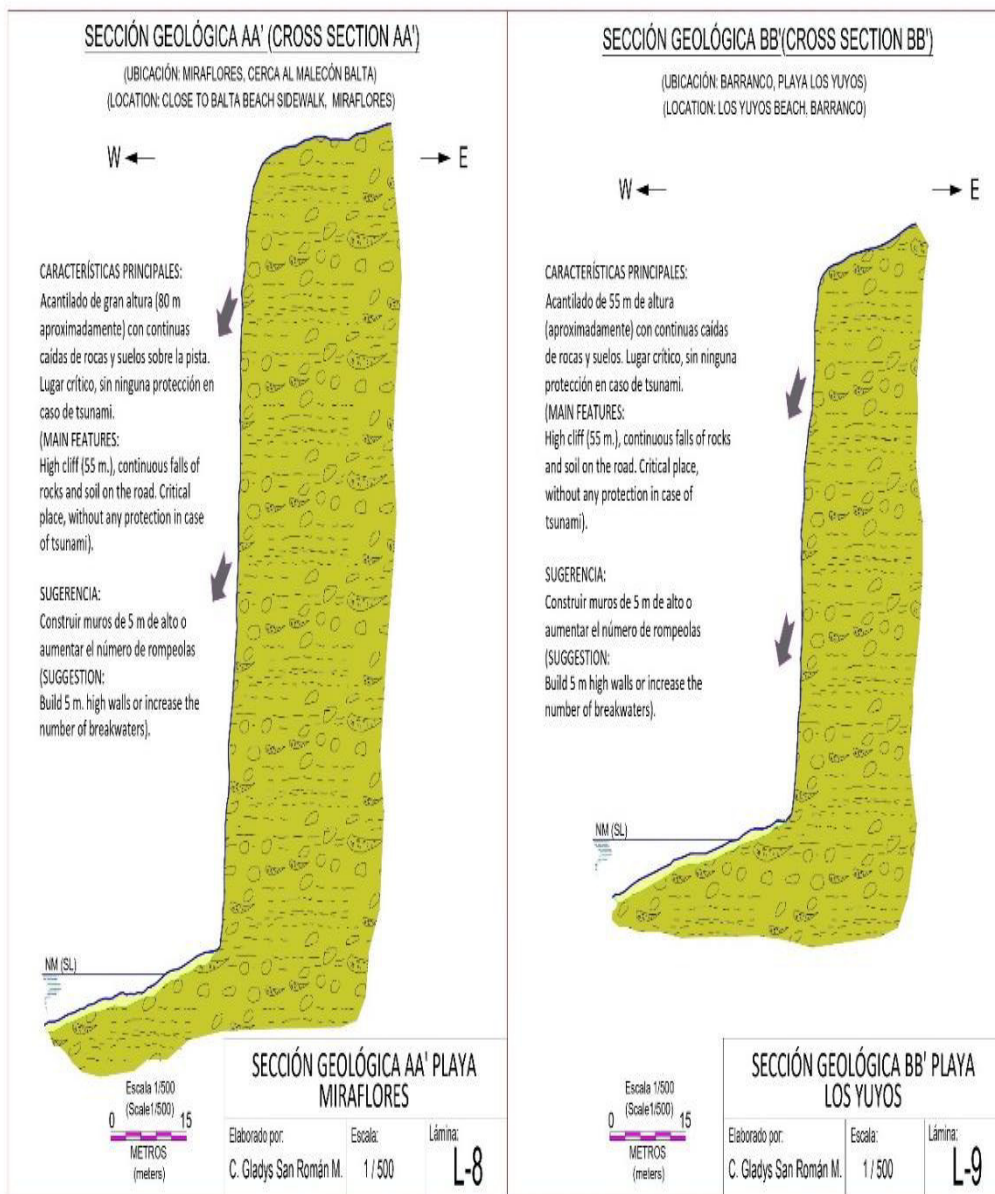 SECCIÓN GEOLÓGICA AA' (CROSS SECTION AA')
(UBICACIÓN: MIRAFLORES, CERCA AL MALECÓN BALTA)
(LOCATION: CLOSE TO BALTA BEACH SIDEWALK, MIRAFLORES)
W
E
CARACTERÍSTICAS PRINCIPALES:
Acantilado de gran altura (80 m
aproximadamente) con continuas
caídas de rocas y suelos sobre la pista.
Lugar crítico, sin ninguna protección en
caso de tsunami.
(MAIN FEATURES:
High cliff (55 m.), continuous falls of
rocks and soil on the road. Critical
place, without any protection in case
of tsunami).
SUGERENCIA:
Construir muros de 5 m de alto o
aumentar el número de rompeolas
(SUGGESTION:
Build 5 m. high walls or increase the
number of breakwaters).
NM (SL)
Escala 1/500
(Scale1/500)
0 15
METROS
(meters)
SECCIÓN GEOLÓGICA AA' PLAYA
MIRAFLORES
Elaborado por:
C. Gladys San Román M.
Escala:
1 / 500
Lámina:
L-8
SECCIÓN GEOLÓGICA BB'(CROSS SECTION BB')
(UBICACIÓN: BARRANCO, PLAYA LOS YUYOS)
(LOCATION: LOS YUYOS BEACH, BARRANCO)
W
E
CARACTERÍSTICAS PRINCIPALES:
Acantilado de 55 m de altura
(aproximadamente) con continuas caídas
de rocas y suelos. Lugar crítico, sin ninguna
protección en caso de tsunami.
(MAIN FEATURES:
High cliff (55 m.), continuous falls of rocks
and soil on the road. Critical place,
without any protection in case of
tsunami).
SUGERENCIA:
Construir muros de 5 m de alto o
aumentar el número de rompeolas
(SUGGESTION:
Build 5 m high walls or increase the
number of breakwaters).
NM (SL)
Escala 1/500
(Scale1/500)
0 15
METROS
(meters)
SECCIÓN GEOLÓGICA BB' PLAYA
LOS YUYOS
Elaborado por:
C. Gladys San Román M.
Escala:
1 / 500
Lámina:
L-9